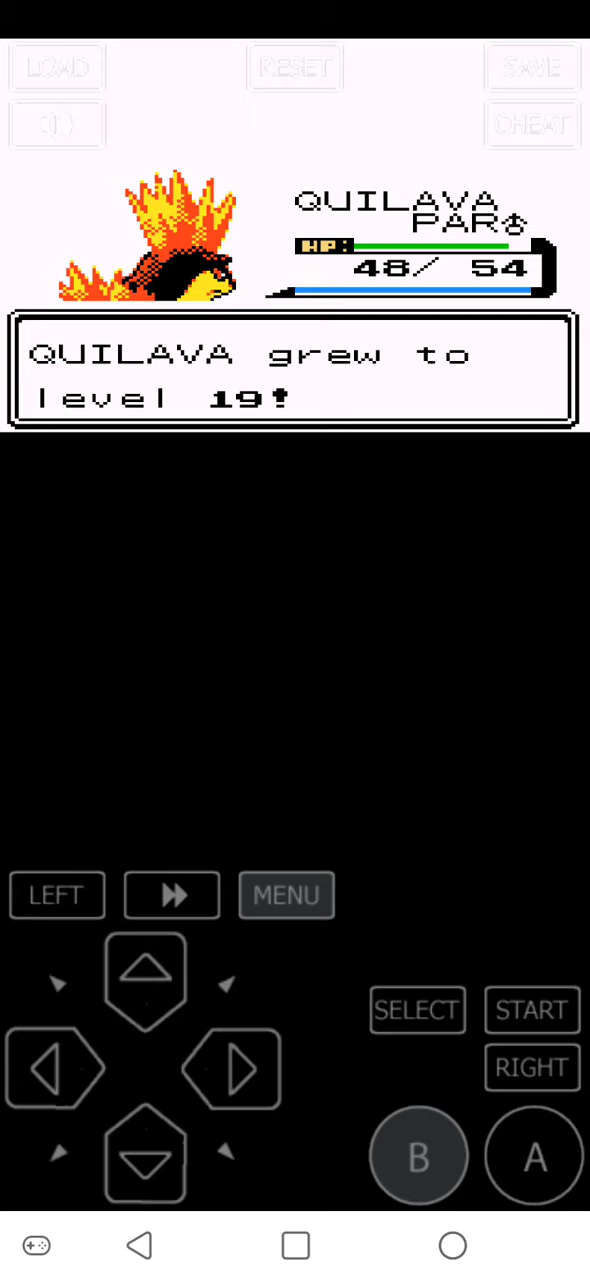 LOAD RESET SAVE
CHEAT
QUILAVA
PAR♂
HP:
48/ 54
QUILAVA grew to
level 19!
LEFT MENU
SELECT START
RIGHT
B A